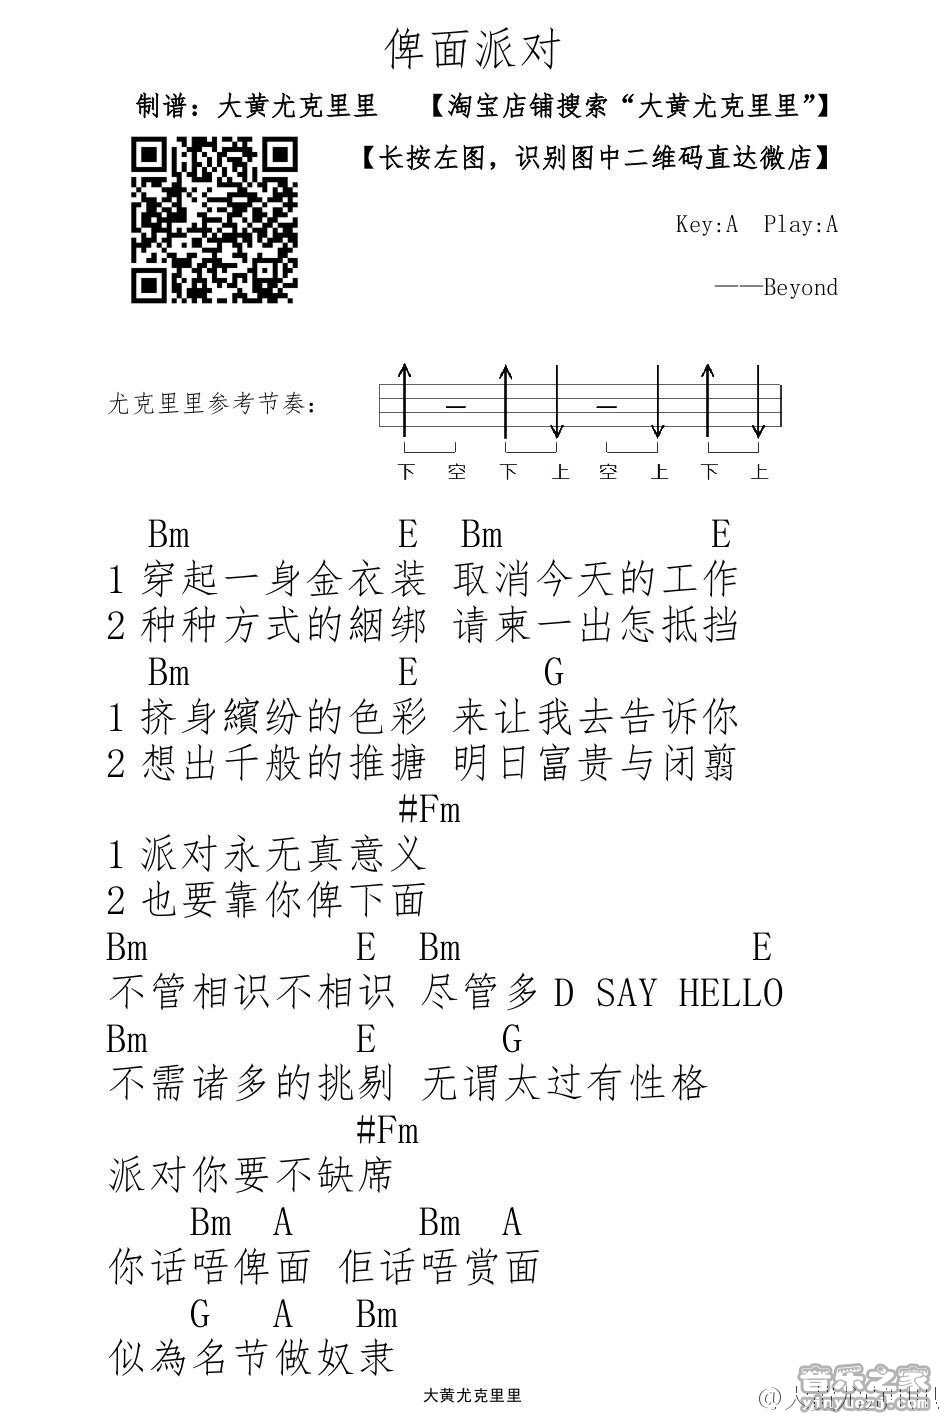 俾面派对
制谱：大黄尤克里里 【淘宝店铺搜索“大黄尤克里里”】
【长按左图，识别图中二维码直达微店】
Key:A Play:A
——Beyond
尤克里里参考节奏：
下 空 下 上 空 上 下 上
Bm E Bm E
1 穿起一身金衣装 取消今天的工作
2 种种方式的綑绑 请柬一出怎抵挡
Bm E G
1 挤身繽纷的色彩 来让我去告诉你
2 想出千般的推搪 明日富贵与闭翳
#Fm
1 派对永无真意义
2 也要靠你俾下面
Bm E Bm E
不管相识不相识 尽管多 D SAY HELLO
Bm E G
不需诸多的挑剔 无谓太过有性格
#Fm
派对你要不缺席
Bm A Bm A
你话唔俾面 佢话唔赏面
G A Bm
似為名节做奴隶
大黄尤克里里
音乐之家
yinyuezj.com